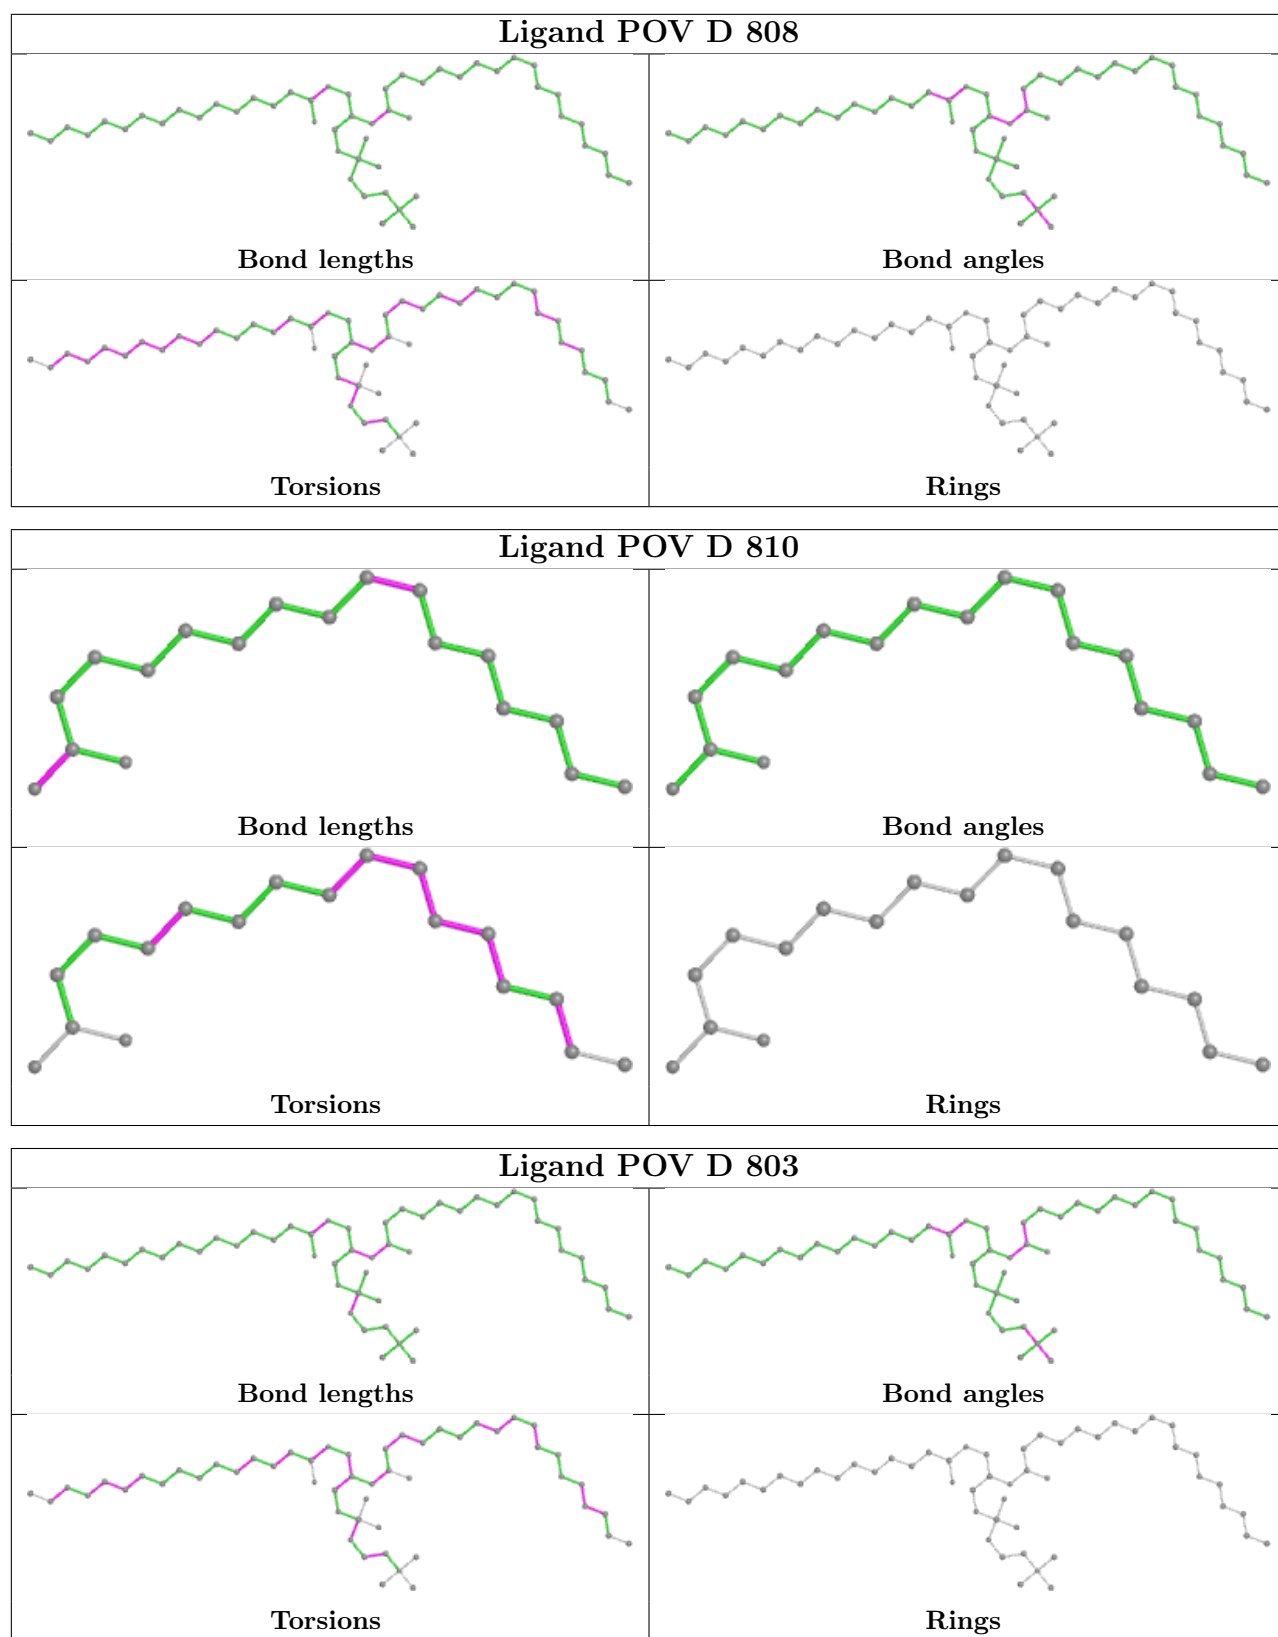 Ligand POV D 808
Bond lengths
Bond angles
Torsions
Rings
Ligand POV D 810
Bond lengths
Bond angles
Torsions
Rings
Ligand POV D 803
Bond lengths
Bond angles
Torsions
Rings